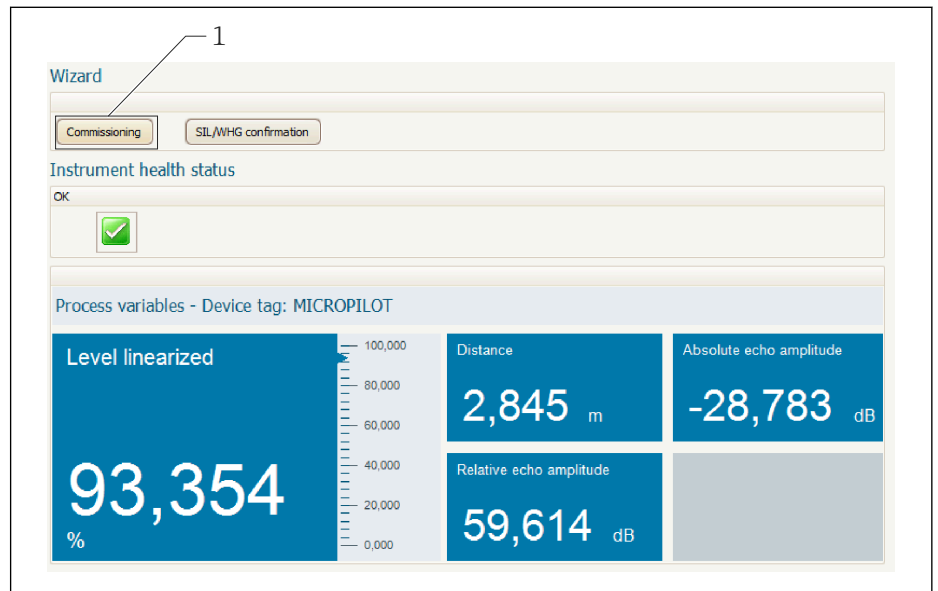 1
Wizard
Commissioning
SIL/WHG confirmation
Instrument health status
OK
Process variables - Device tag: MICROPILOT
Level linearized
93,354
%
100,000
80,000
60,000
40,000
20,000
0,000
Distance
2,845 m
Absolute echo amplitude
-28,783 dB
Relative echo amplitude
59,614 dB